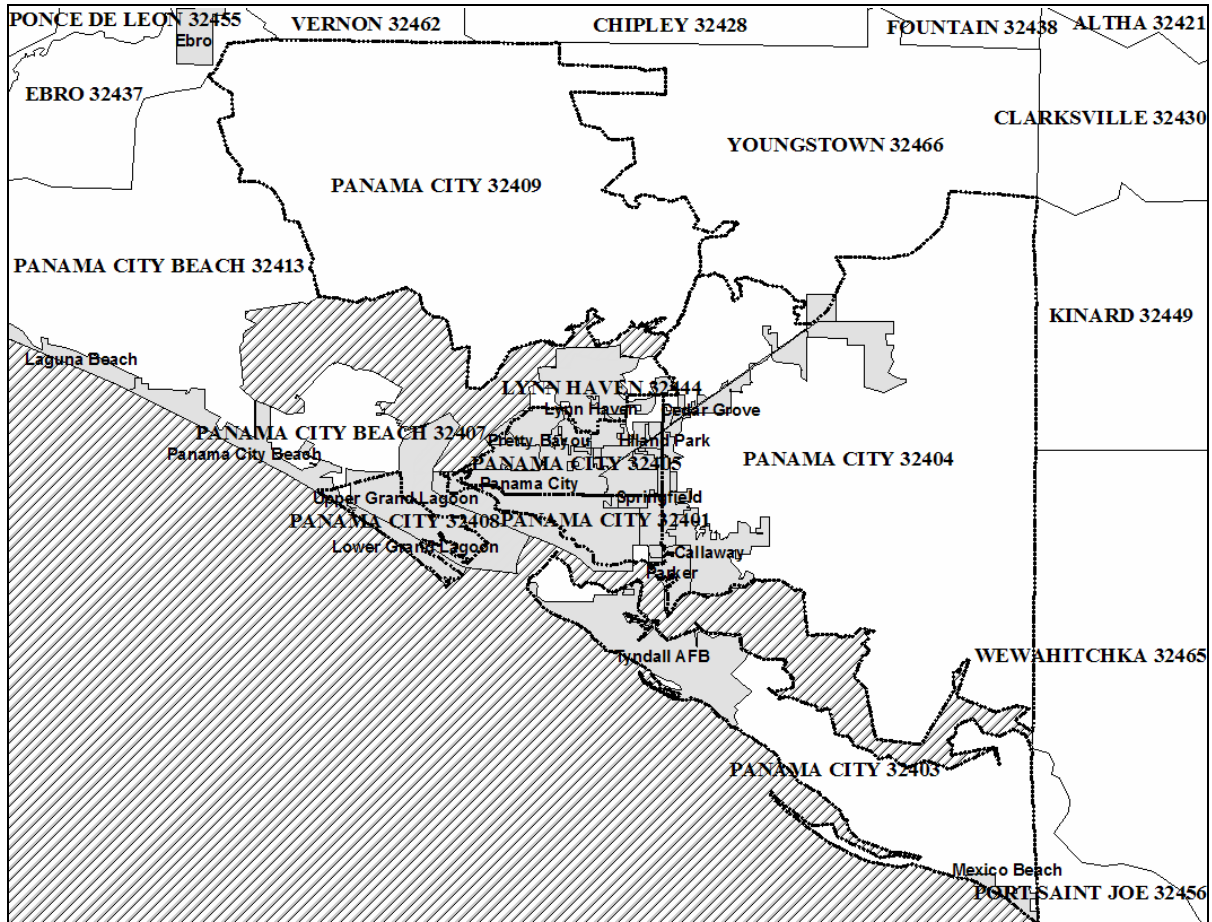 PONCE DE LEON 32455
VERNON 32462
CHIPLEY 32428
FOUNTAIN 32438
ALTHA 32421
Ebro
EBRO 32437
CLARKSVILLE 32430
YOUNGSTOWN 32466
PANAMA CITY 32409
PANAMA CITY BEACH 32413
KINARD 32449
Laguna Beach
LYNN HAVEN 32444
Lynn Haven
Cedar Grove
PANAMA CITY BEACH 32407
Pretty Bayou
Hiland Park
Panama City Beach
PANAMA CITY 32405
PANAMA CITY 32404
Panama City
Upper Grand Lagoon
Springfield
PANAMA CITY 32408
PANAMA CITY 32401
Lower Grand Lagoon
Callaway
Parker
Tyndall AFB
WEWAHITCHKA 32465
PANAMA CITY 32403
Mexico Beach
PORT SAINT JOE 32456